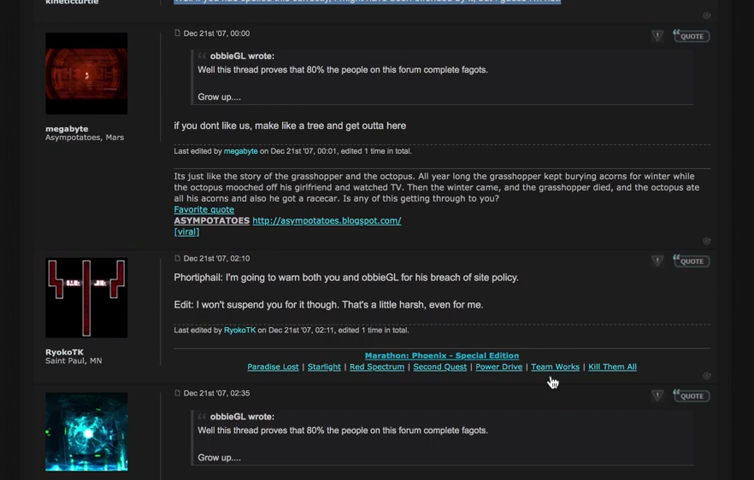 kineticturtle
Dec 21st '07, 00:00
QUOTE
obbieGL wrote:
Well this thread proves that 80% the people on this forum complete fagots.
Grow up....
megabyte
Asympotatoes, Mars
if you dont like us, make like a tree and get outta here
Last edited by megabyte on Dec 21st '07, 00:01, edited 1 time in total.
Its just like the story of the grasshopper and the octopus. All year long the grasshopper kept burying acorns for winter while
the octopus mooched off his girlfriend and watched TV. Then the winter came, and the grasshopper died, and the octopus ate
all his acorns and also he got a racecar. Is any of this getting through to you?
Favorite quote
ASYMPOTATOES http://asympotatoes.blogspot.com/
[viral]
Dec 21st '07, 02:10
QUOTE
Phortiphail: I'm going to warn both you and obbieGL for his breach of site policy.
Edit: I won't suspend you for it though. That's a little harsh, even for me.
Last edited by RyokoTK on Dec 21st '07, 02:11, edited 1 time in total.
RyokoTK
Saint Paul, MN
Marathon: Phoenix - Special Edition
Paradise Lost | Starlight | Red Spectrum | Second Quest | Power Drive | Team Works | Kill Them All
Dec 21st '07, 02:35
QUOTE
obbieGL wrote:
Well this thread proves that 80% the people on this forum complete fagots.
Grow up....